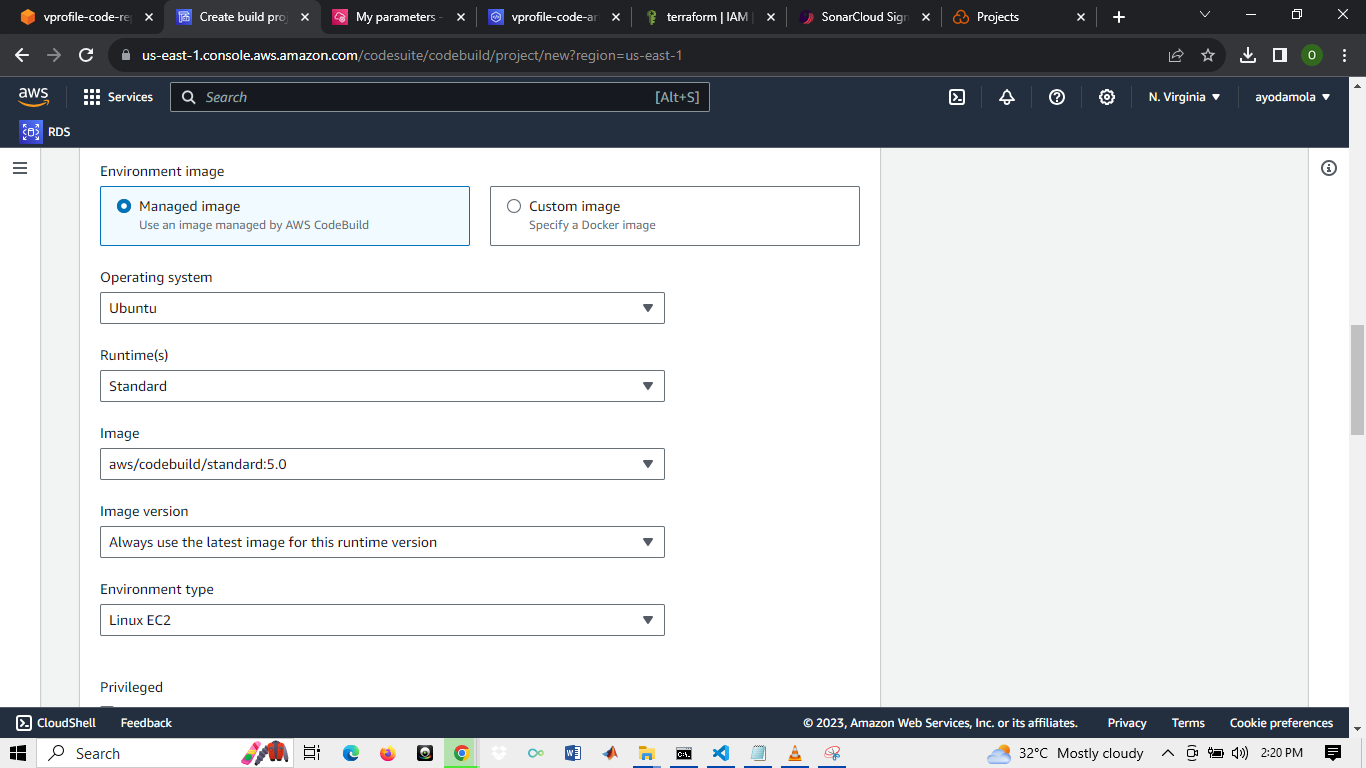 vprofile-code-rep
Create build proj
My parameters -
vprofile-code-ar
terraform | IAM |
SonarCloud Sign
Projects
us-east-1.console.aws.amazon.com/codesuite/codebuild/project/new?region=us-east-1
O
aws
Services
Search
[Alt+S]
N. Virginia
ayodamola
RDS
Environment image
Managed image
Use an image managed by AWS CodeBuild
Custom image
Specify a Docker image
Operating system
Ubuntu
Runtime(s)
Standard
Image
aws/codebuild/standard:5.0
Image version
Always use the latest image for this runtime version
Environment type
Linux EC2
Privileged
CloudShell
Feedback
© 2023, Amazon Web Services, Inc. or its affiliates.
Privacy
Terms
Cookie preferences
Search
32°C Mostly cloudy
2:20 PM